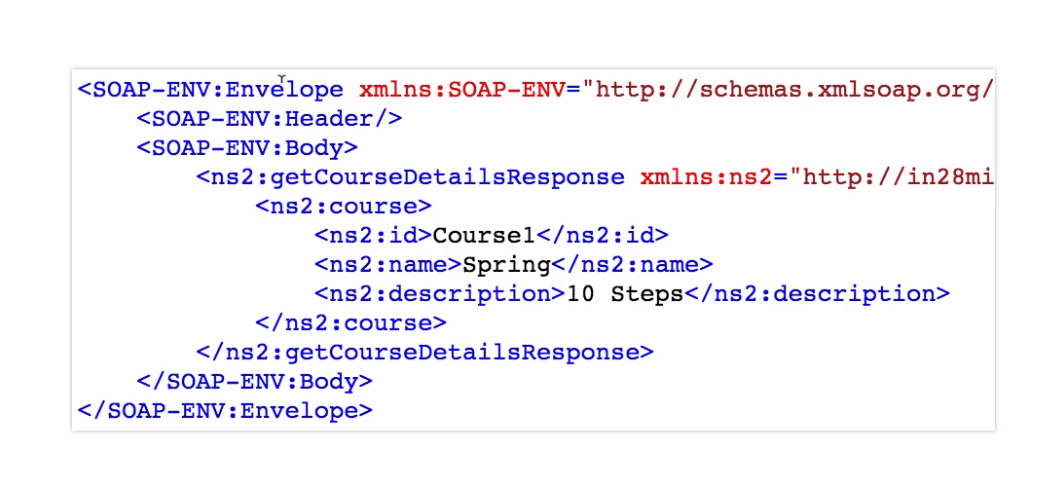 <SOAP-ENV:Envelope xmlns:SOAP-ENV="http://schemas.xmlsoap.org/
<SOAP-ENV:Header/>
<SOAP-ENV:Body>
<ns2:getCourseDetailsResponse xmlns:ns2="http://in28mi
<ns2:course>
<ns2:id>Course1</ns2:id>
<ns2:name>Spring</ns2:name>
<ns2:description>10 Steps</ns2:description>
</ns2:course>
</ns2:getCourseDetailsResponse>
</SOAP-ENV:Body>
</SOAP-ENV:Envelope>